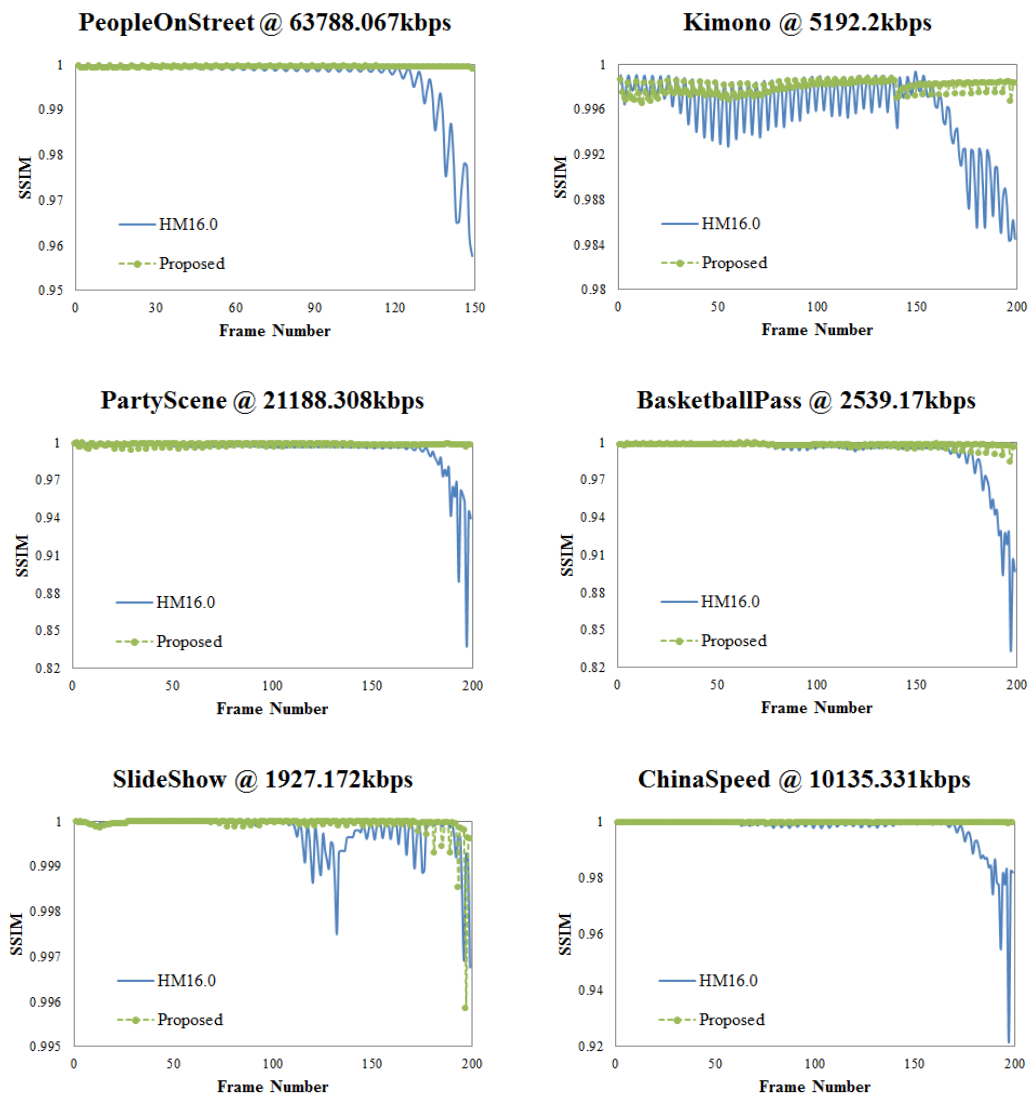 PeopleOnStreet @ 63788.067kbps
1
0.99
0.98
0.97
0.96
0.95
SSIM
HM16.0
Proposed
0 30 60 90 120 150
Frame Number
Kimono @ 5192.2kbps
1
0.996
0.992
0.988
0.984
0.98
SSIM
HM16.0
Proposed
0 50 100 150 200
Frame Number
PartyScene @ 21188.308kbps
1
0.97
0.94
0.91
0.88
0.85
0.82
SSIM
HM16.0
Proposed
0 50 100 150 200
Frame Number
BasketballPass @ 2539.17kbps
1
0.97
0.94
0.91
0.88
0.85
0.82
SSIM
HM16.0
Proposed
0 50 100 150 200
Frame Number
SlideShow @ 1927.172kbps
1
0.999
0.998
0.997
0.996
0.995
SSIM
HM16.0
Proposed
0 50 100 150 200
Frame Number
ChinaSpeed @ 10135.331kbps
1
0.98
0.96
0.94
0.92
SSIM
HM16.0
Proposed
0 50 100 150 200
Frame Number